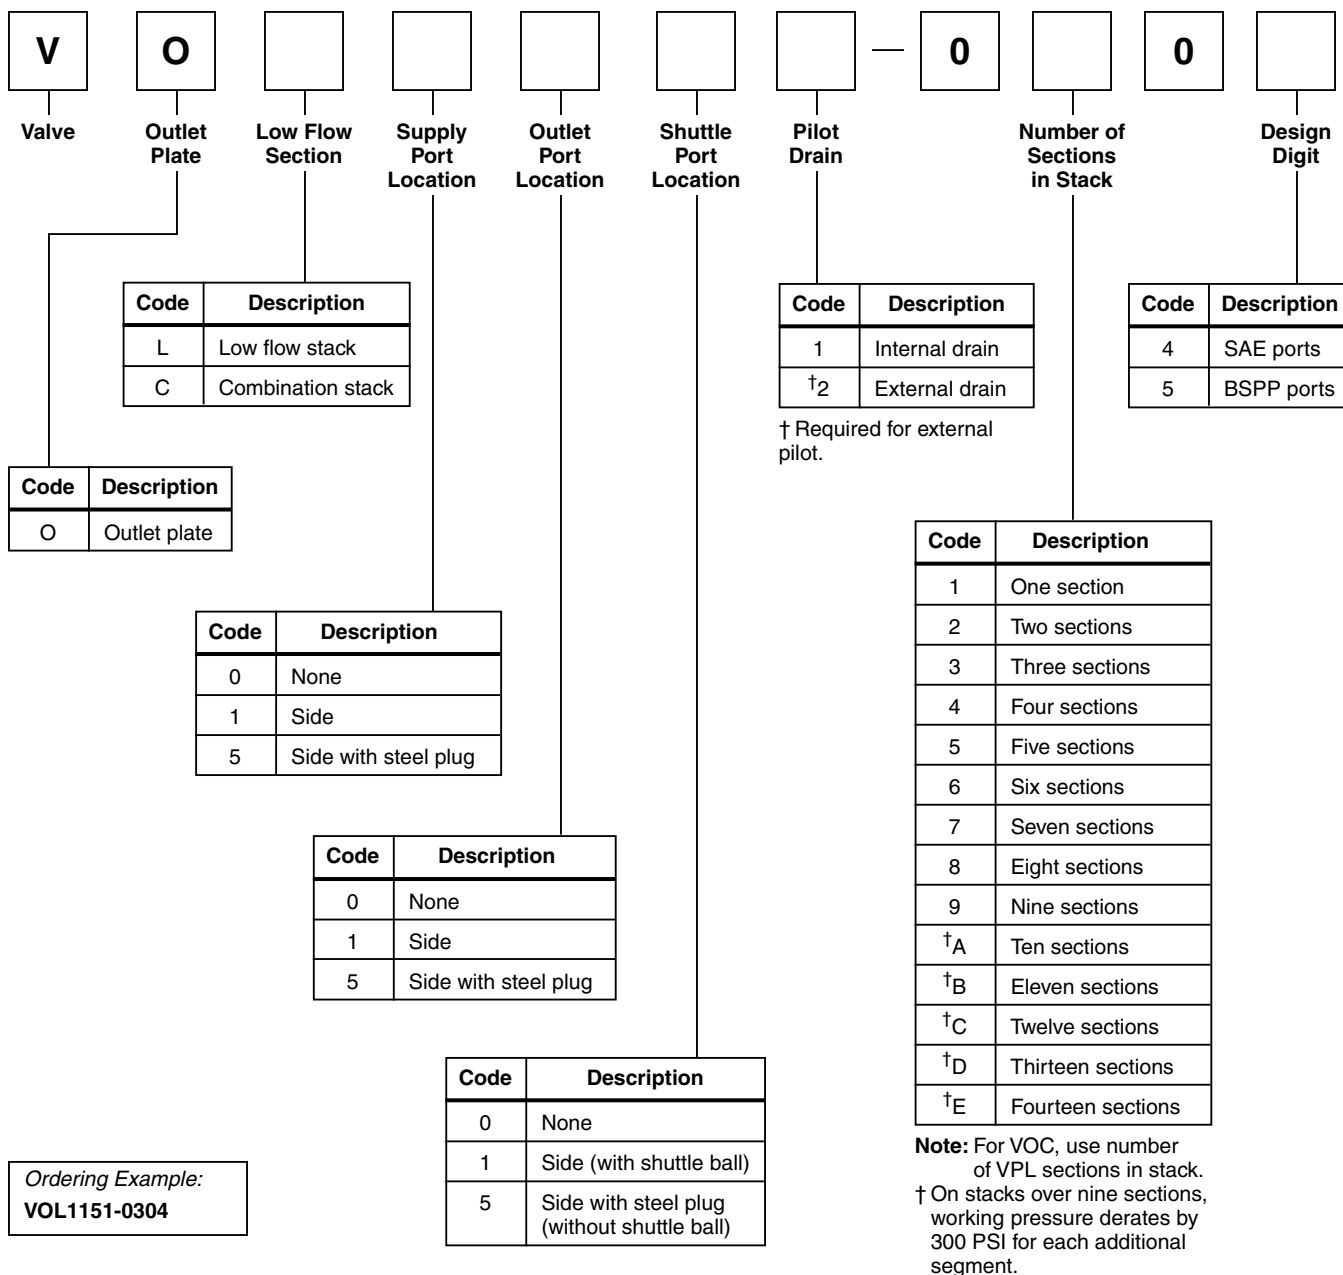 V O — 0 0
Valve
Outlet
Plate
Low Flow
Section
Supply
Port
Location
Outlet
Port
Location
Shuttle
Port
Location
Pilot
Drain
Number of
Sections
in Stack
Design
Digit
Code Description
L Low flow stack
C Combination stack
Code Description
1 Internal drain
†2 External drain
† Required for external
pilot.
Code Description
4 SAE ports
5 BSPP ports
Code Description
O Outlet plate
Code Description
0 None
1 Side
5 Side with steel plug
Code Description
0 None
1 Side
5 Side with steel plug
Code Description
0 None
1 Side (with shuttle ball)
5 Side with steel plug
(without shuttle ball)
Code Description
1 One section
2 Two sections
3 Three sections
4 Four sections
5 Five sections
6 Six sections
7 Seven sections
8 Eight sections
9 Nine sections
†A Ten sections
†B Eleven sections
†C Twelve sections
†D Thirteen sections
†E Fourteen sections
Note: For VOC, use number
of VPL sections in stack.
† On stacks over nine sections,
working pressure derates by
300 PSI for each additional
segment.
Ordering Example:
VOL1151-0304